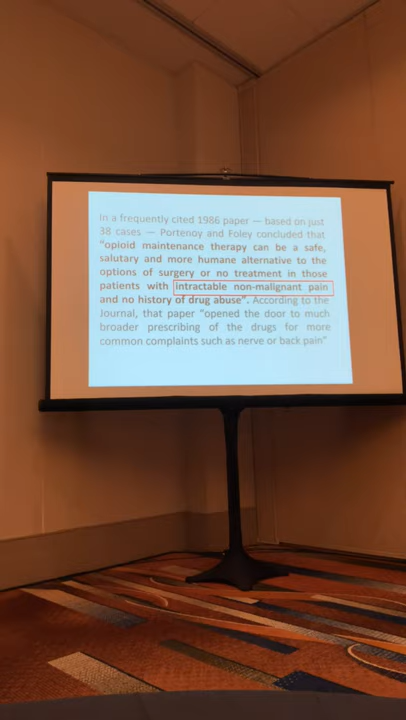 In a frequently cited 1986 paper — based on just
38 cases — Portenoy and Foley concluded that
"opioid maintenance therapy can be a safe,
salutary and more humane alternative to the
options of surgery or no treatment in those
patients with intractable non-malignant pain
and no history of drug abuse". According to the
Journal, that paper "opened the door to much
broader prescribing of the drugs for more
common complaints such as nerve or back pain"